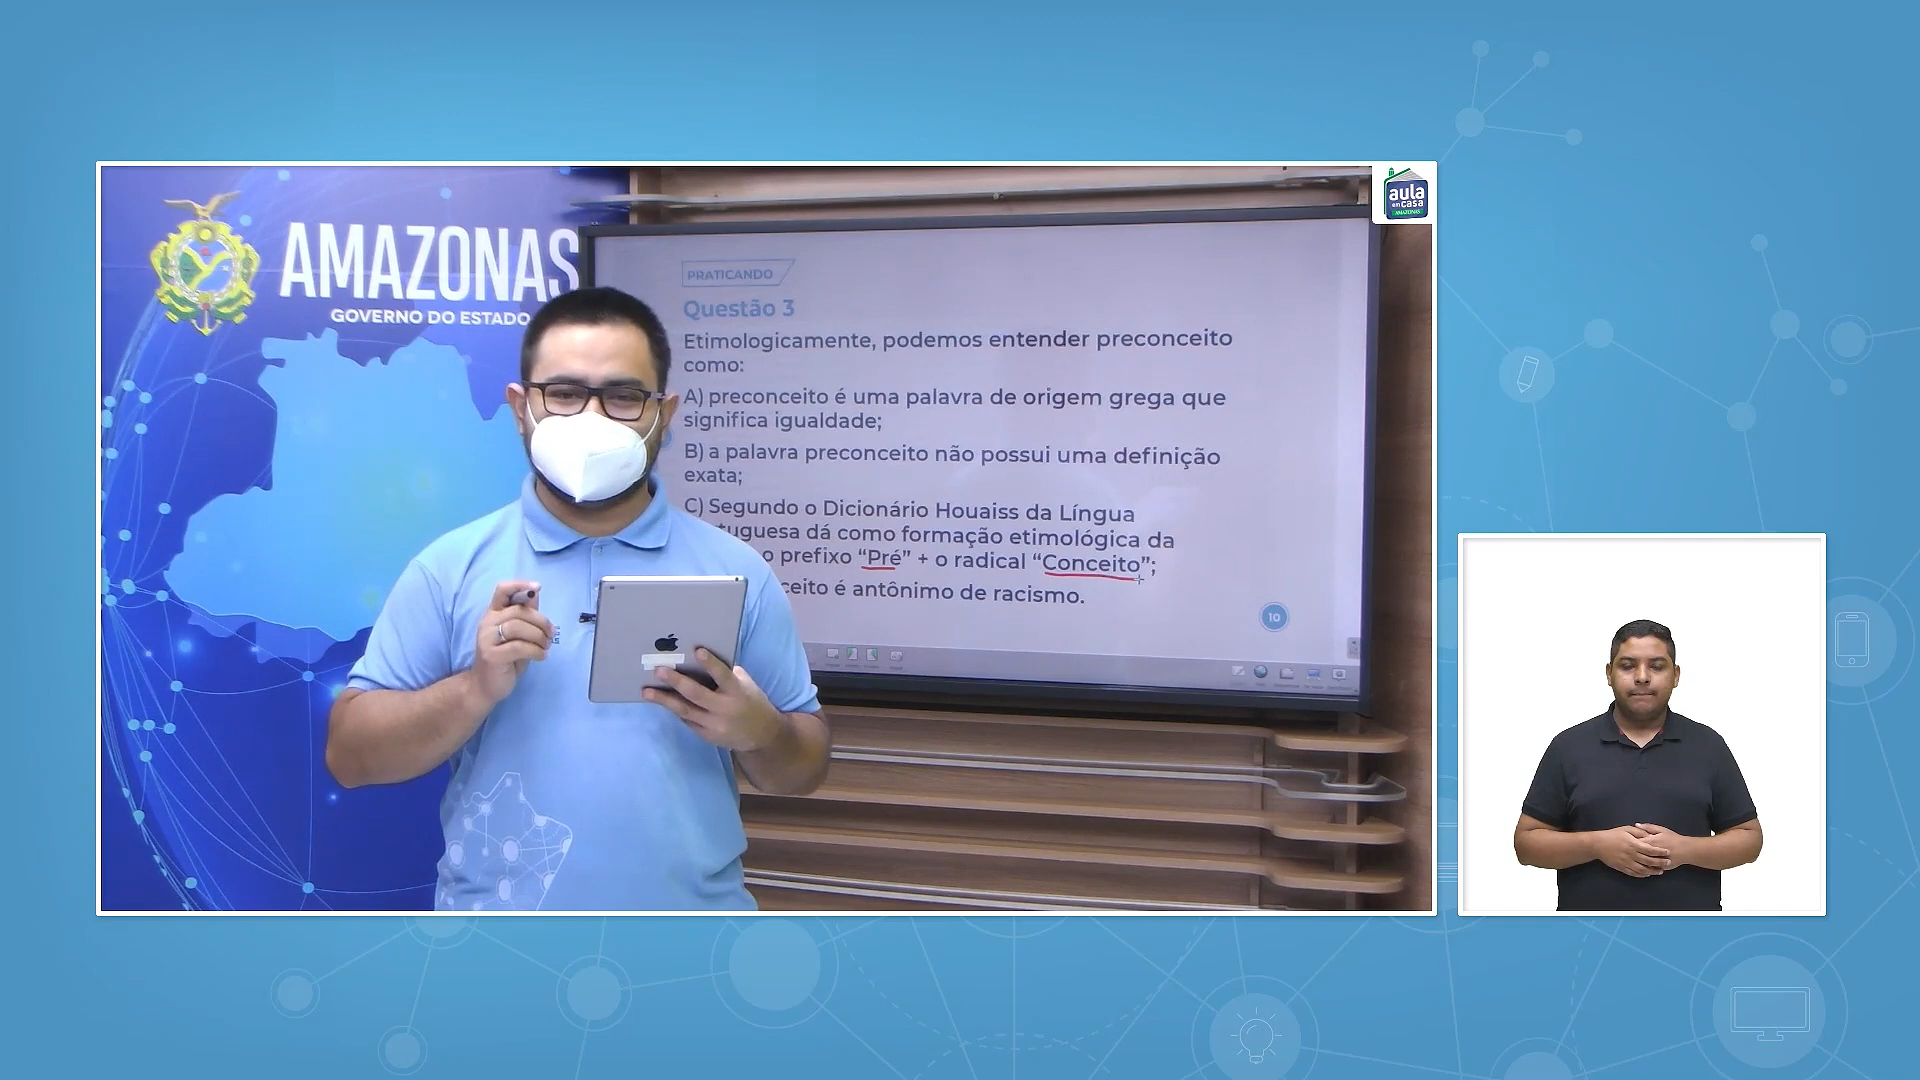 AMAZONAS
GOVERNO DO ESTADO
aula
em casa
AMAZONAS
PRATICANDO
Questão 3
Etimologicamente, podemos entender preconceito
como:
A) preconceito é uma palavra de origem grega que
significa igualdade;
B) a palavra preconceito não possui uma definição
exata;
C) Segundo o Dicionário Houaiss da Língua
tuguesa dá como formação etimológica da
o prefixo “Pré” + o radical “Conceito”;
ceito é antônimo de racismo.
10